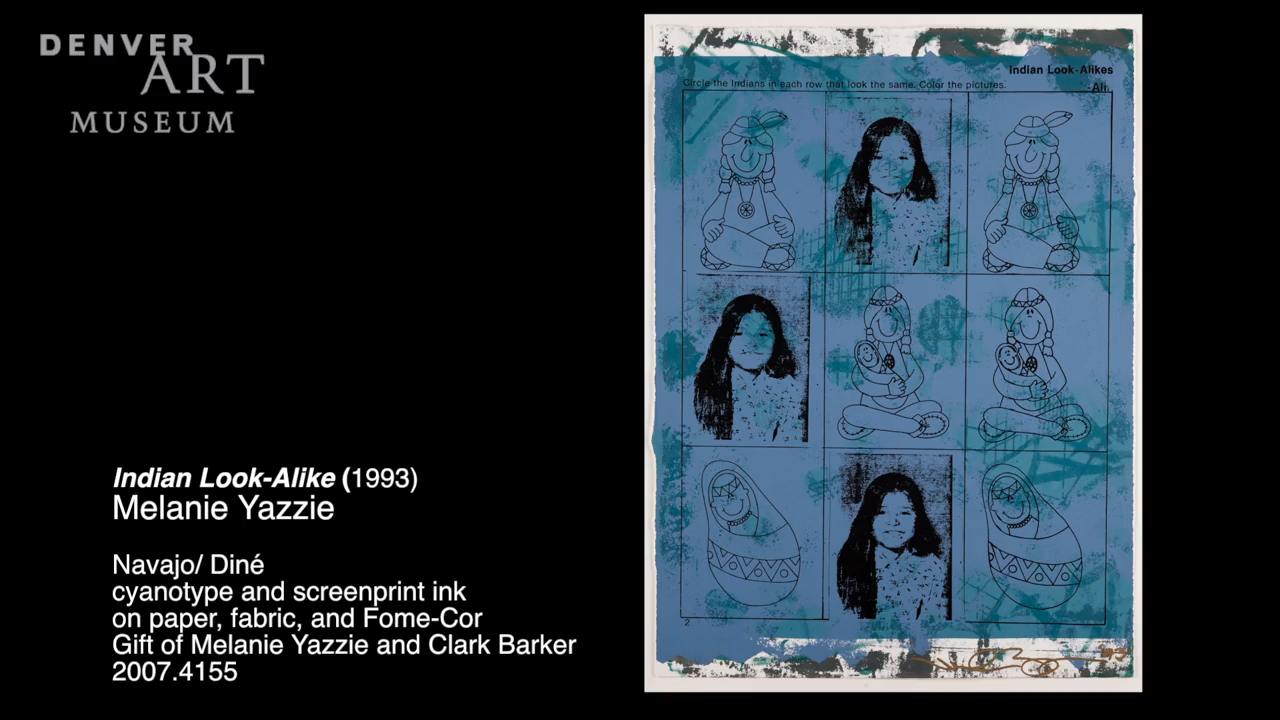 DENVER
ART
MUSEUM
Indian Look-Alikes
Circle the Indians in each row that look the same. Color the pictures.
-Ali
2
Indian Look-Alike (1993)
Melanie Yazzie
Navajo/ Diné
cyanotype and screenprint ink
on paper, fabric, and Fome-Cor
Gift of Melanie Yazzie and Clark Barker
2007.4155